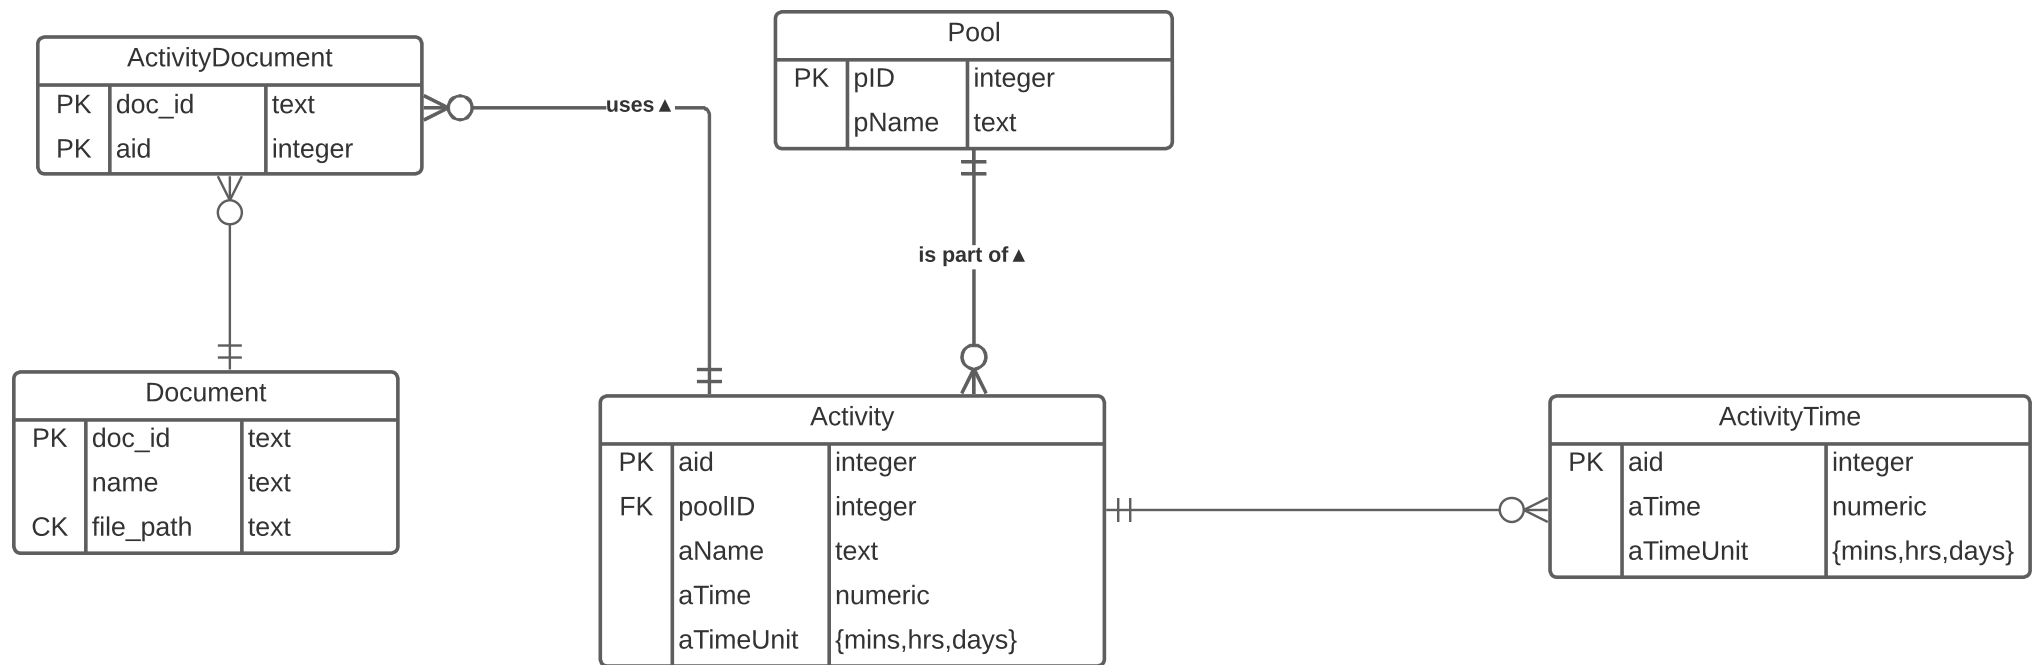 ActivityDocument
PK doc_id text
PK aid integer
uses▲
Pool
PK pID integer
pName text
is part of▲
Document
PK doc_id text
name text
CK file_path text
Activity
PK aid integer
FK poolID integer
aName text
aTime numeric
aTimeUnit {mins,hrs,days}
ActivityTime
PK aid integer
aTime numeric
aTimeUnit {mins,hrs,days}